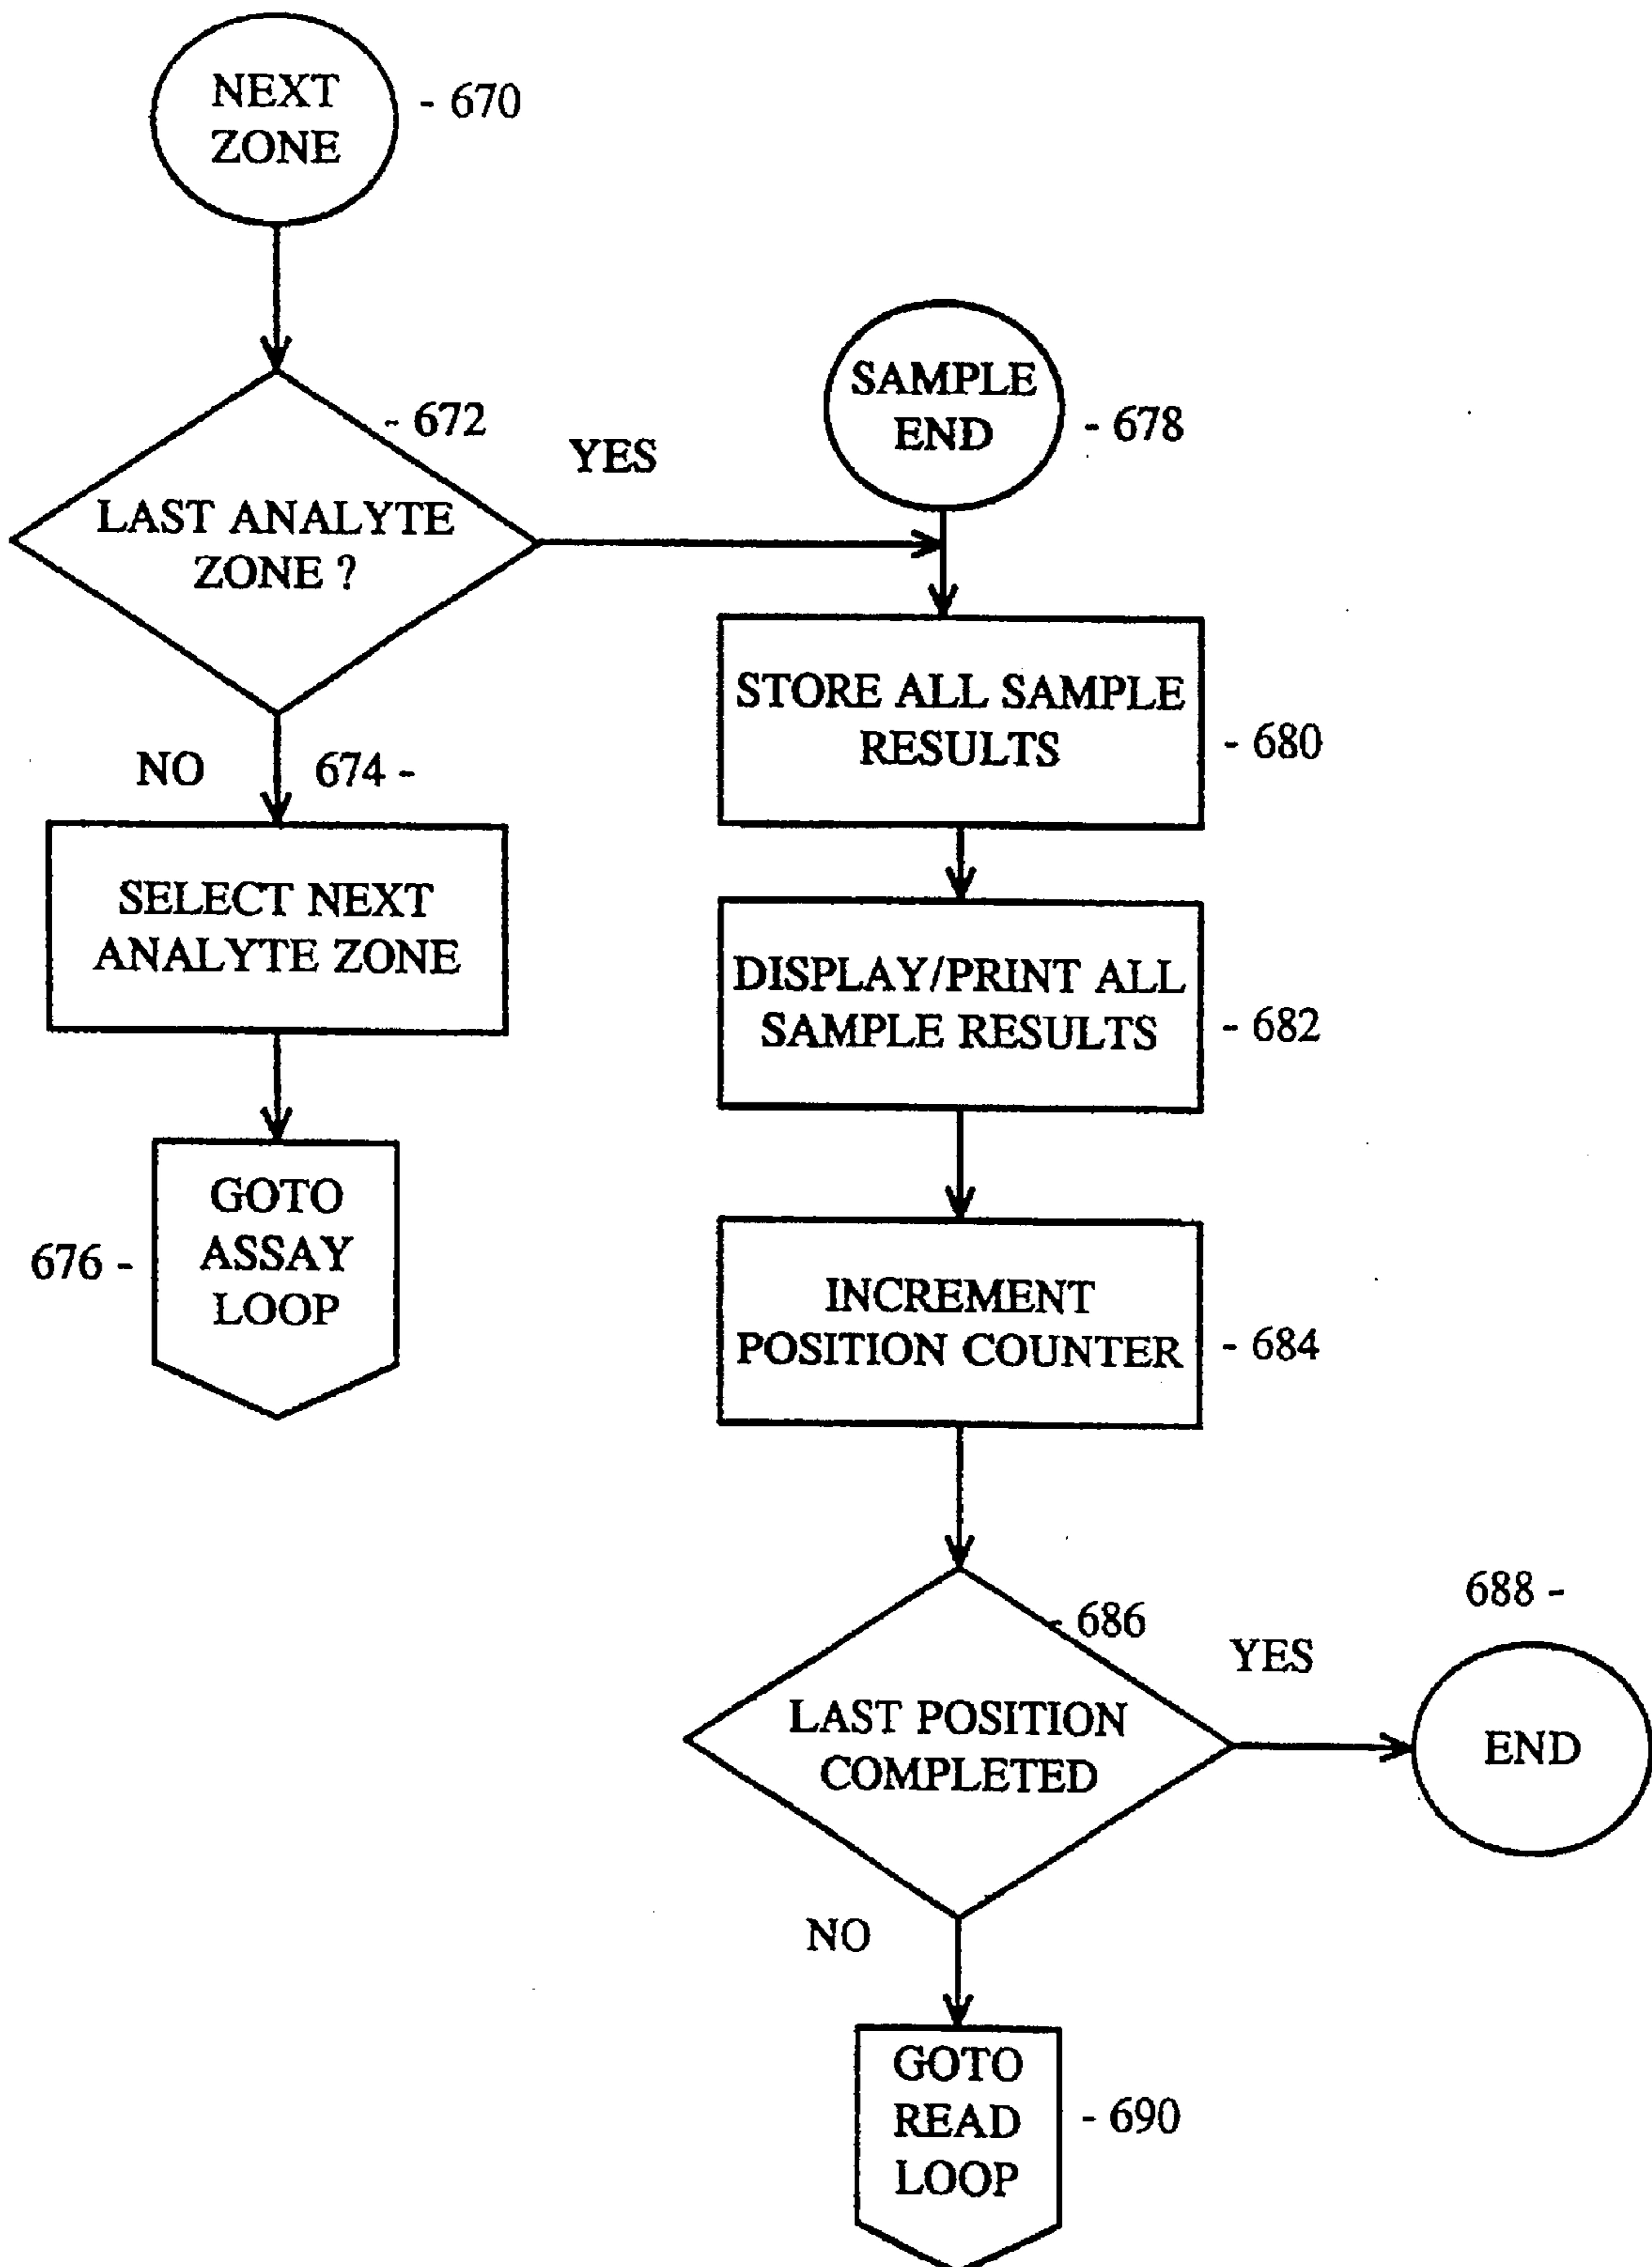 NEXT
ZONE
- 670
- 672
LAST ANALYTE
ZONE ?
YES
SAMPLE
END
- 678
NO
674 -
SELECT NEXT
ANALYTE ZONE
GOTO
ASSAY
LOOP
676 -
STORE ALL SAMPLE
RESULTS
- 680
DISPLAY/PRINT ALL
SAMPLE RESULTS
- 682
INCREMENT
POSITION COUNTER
- 684
- 686
LAST POSITION
COMPLETED
YES
688 -
END
NO
GOTO
READ
LOOP
- 690